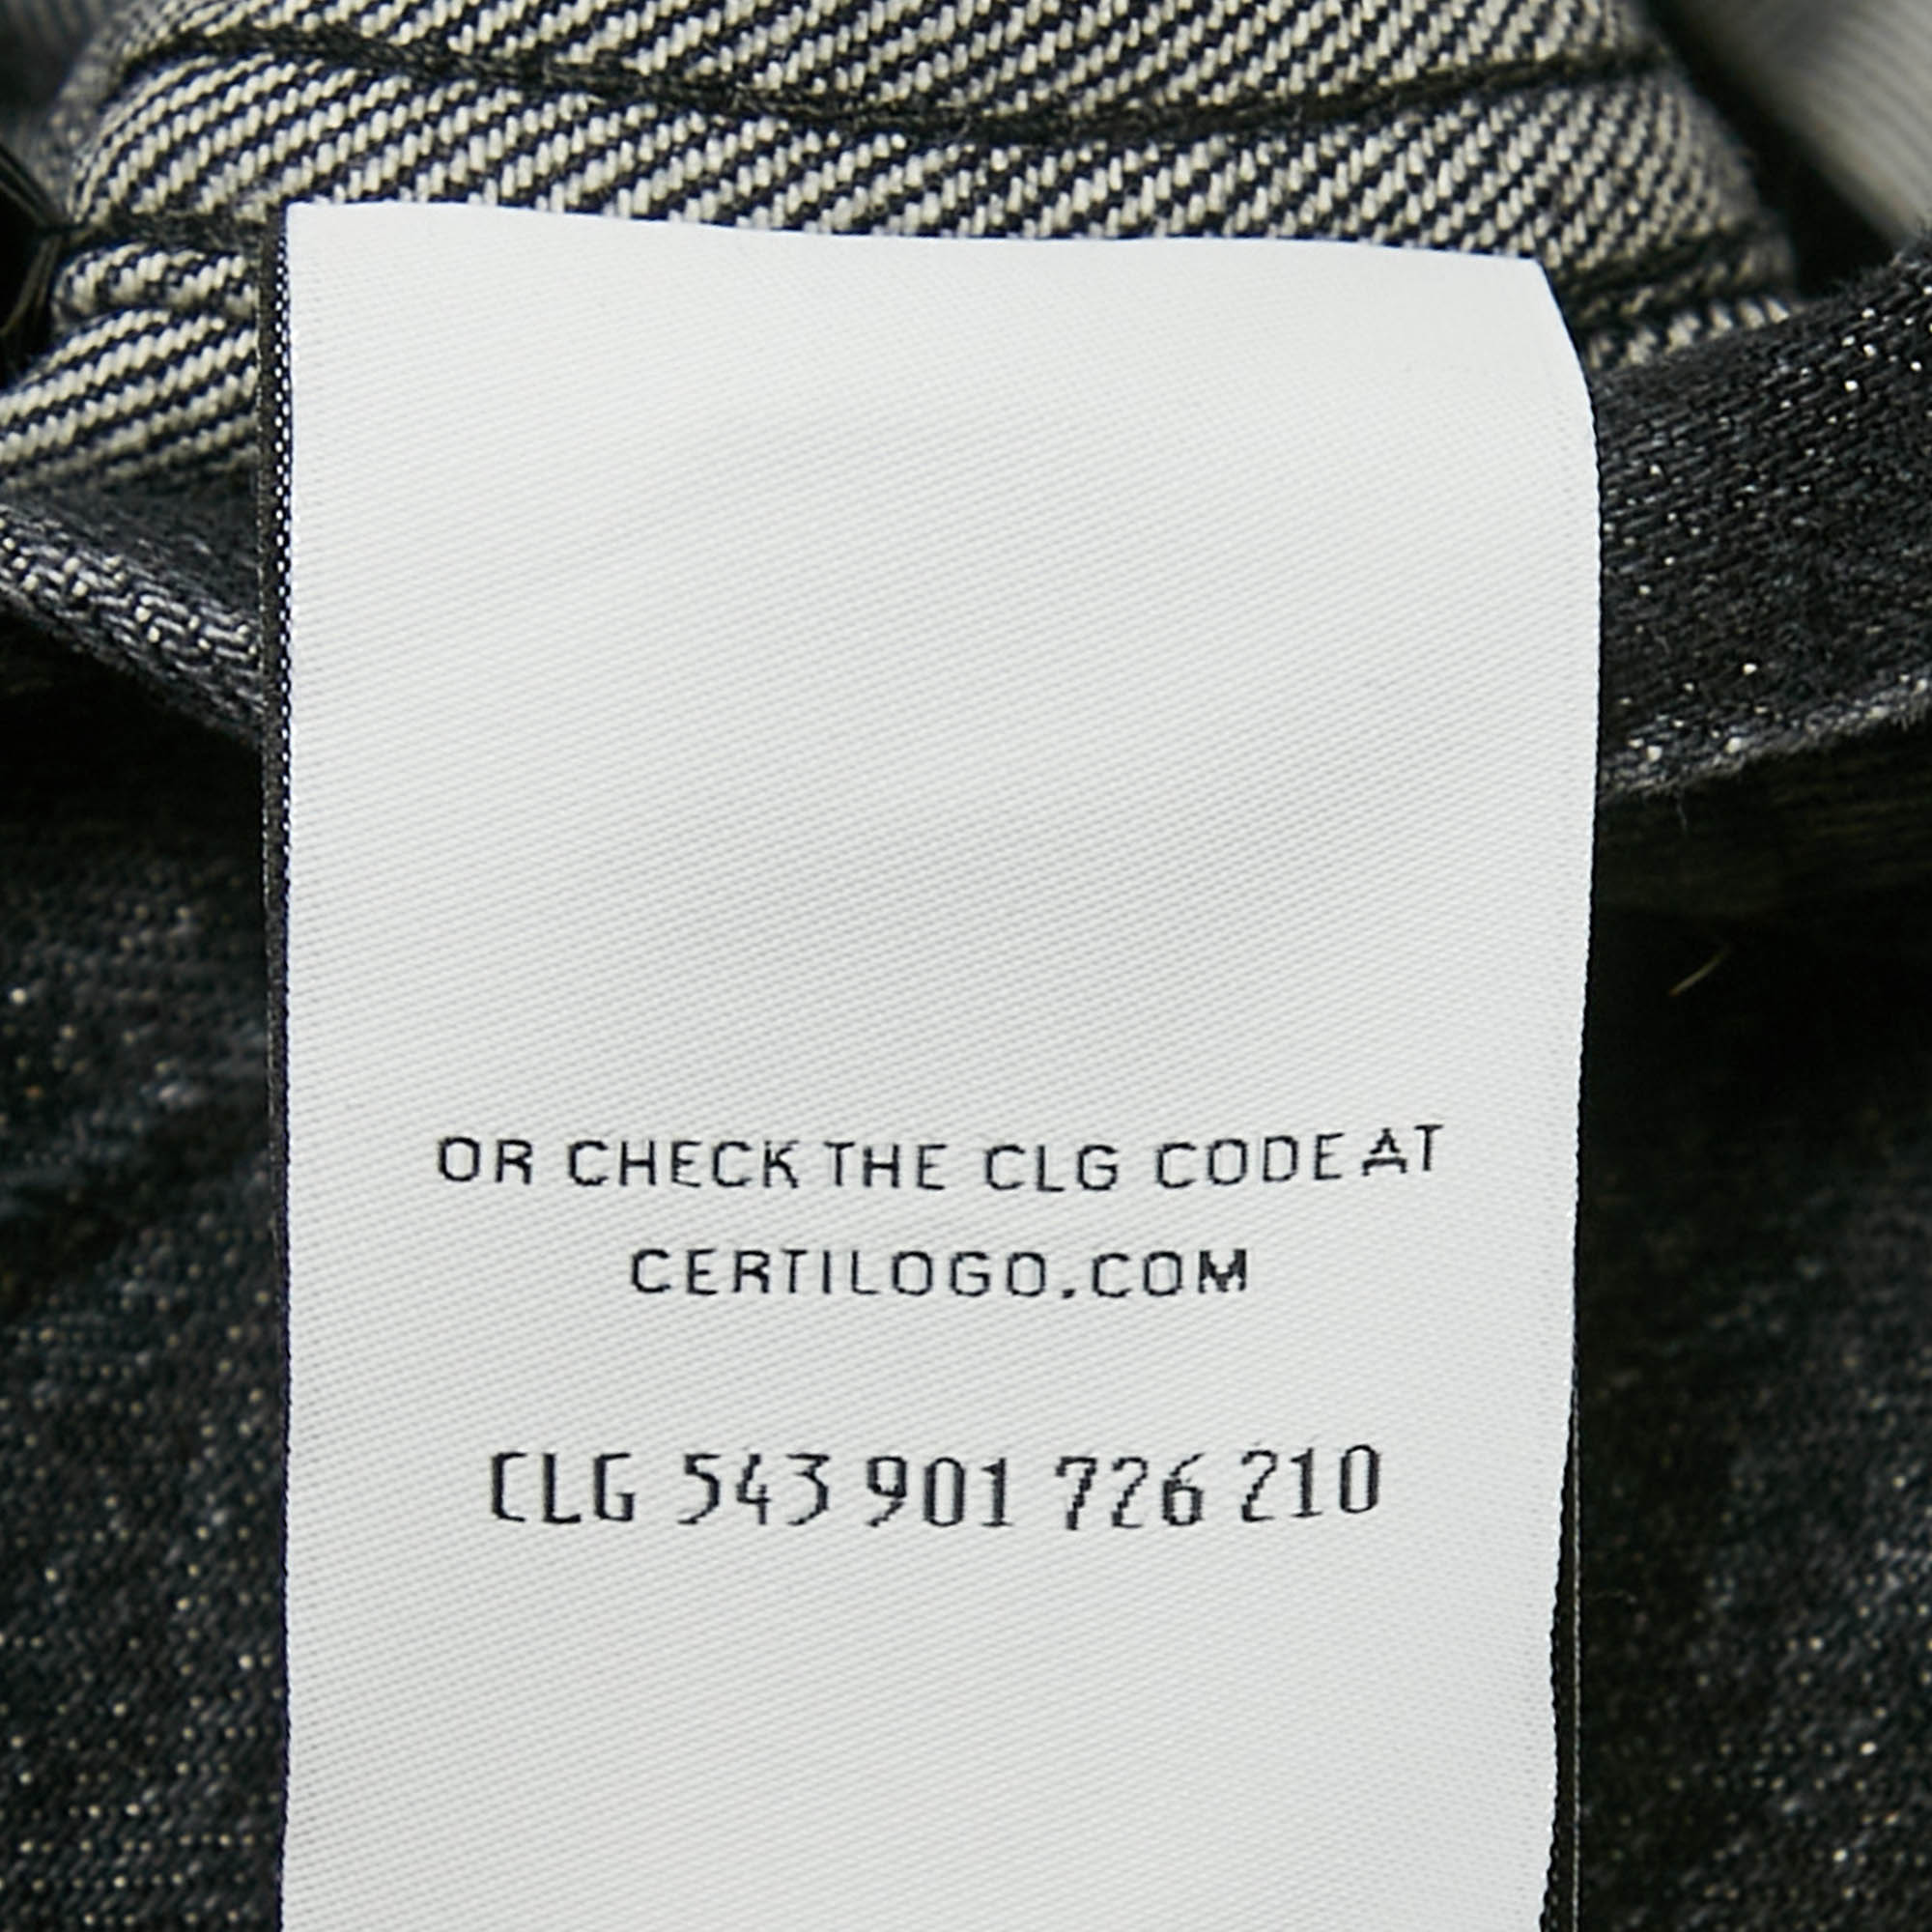 OR CHECK THE CLG CODE AT
CERTILOGO.COM
CLG 543 901 726 210